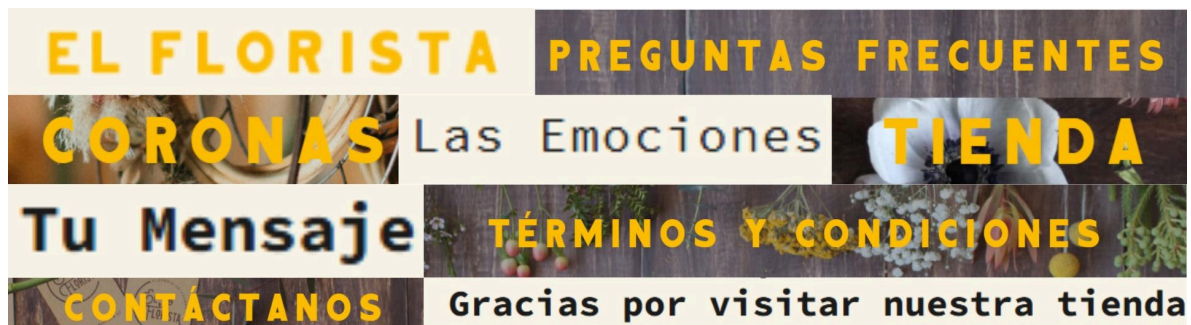 EL FLORISTA PREGUNTAS FRECUENTES
CORONAS Las Emociones TIENDA
Tu Mensaje TÉRMINOS Y CONDICIONES
CONTÁCTANOS Gracias por visitar nuestra tienda